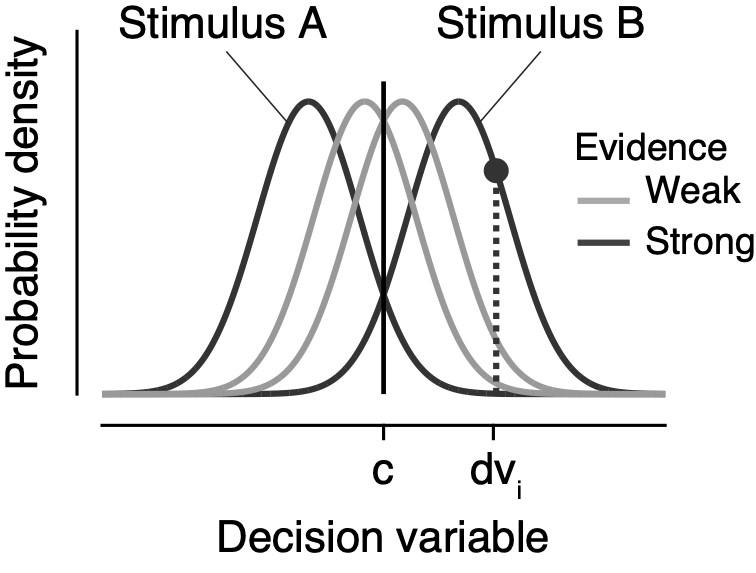 Stimulus A
Stimulus B
Probability density
Evidence
Weak
Strong
c
dvi
Decision variable